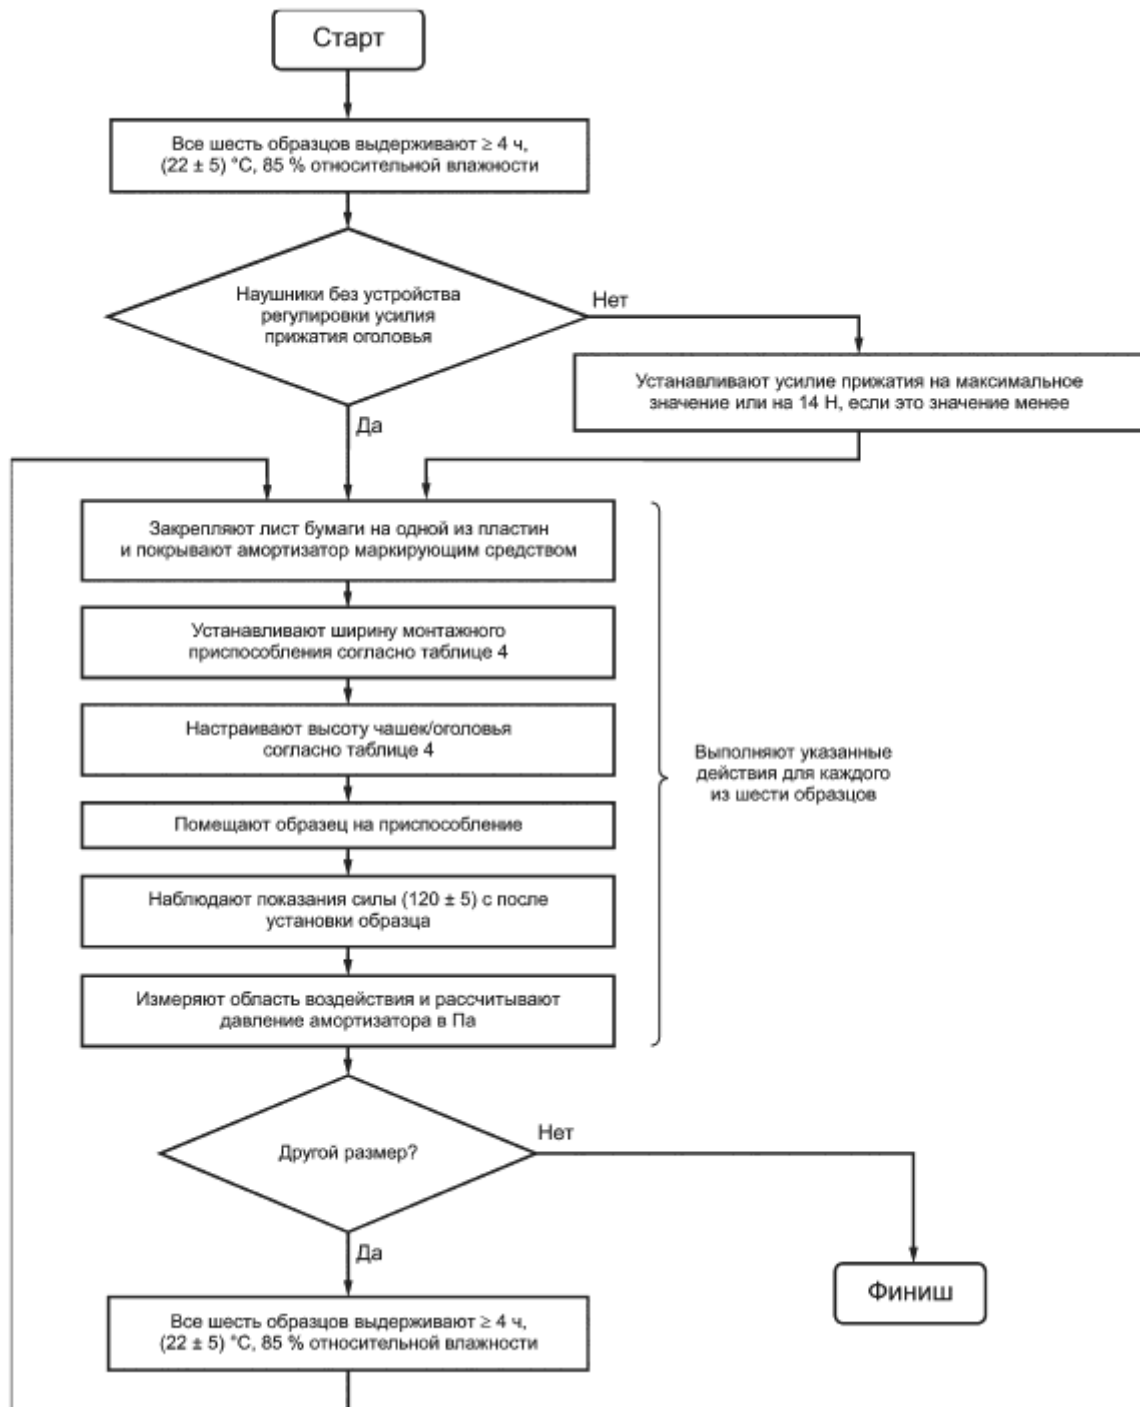 Старт
Все шесть образцов выдерживают ≥ 4 ч,
(22 ± 5) °С, 85 % относительной влажности
Наушники без устройства
регулировки усилия
прижатия оголовья
Нет
Устанавливают усилие прижатия на максимальное
значение или на 14 Н, если это значение менее
Да
Закрепляют лист бумаги на одной из пластин
и покрывают амортизатор маркирующим средством
Устанавливают ширину монтажного
приспособления согласно таблице 4
Настраивают высоту чашек/оголовья
согласно таблице 4
Выполняют указанные
действия для каждого
из шести образцов
Помещают образец на приспособление
Наблюдают показания силы (120 ± 5) с после
установки образца
Измеряют область воздействия и рассчитывают
давление амортизатора в Па
Другой размер?
Нет
Да
Финиш
Все шесть образцов выдерживают ≥ 4 ч,
(22 ± 5) °С, 85 % относительной влажности